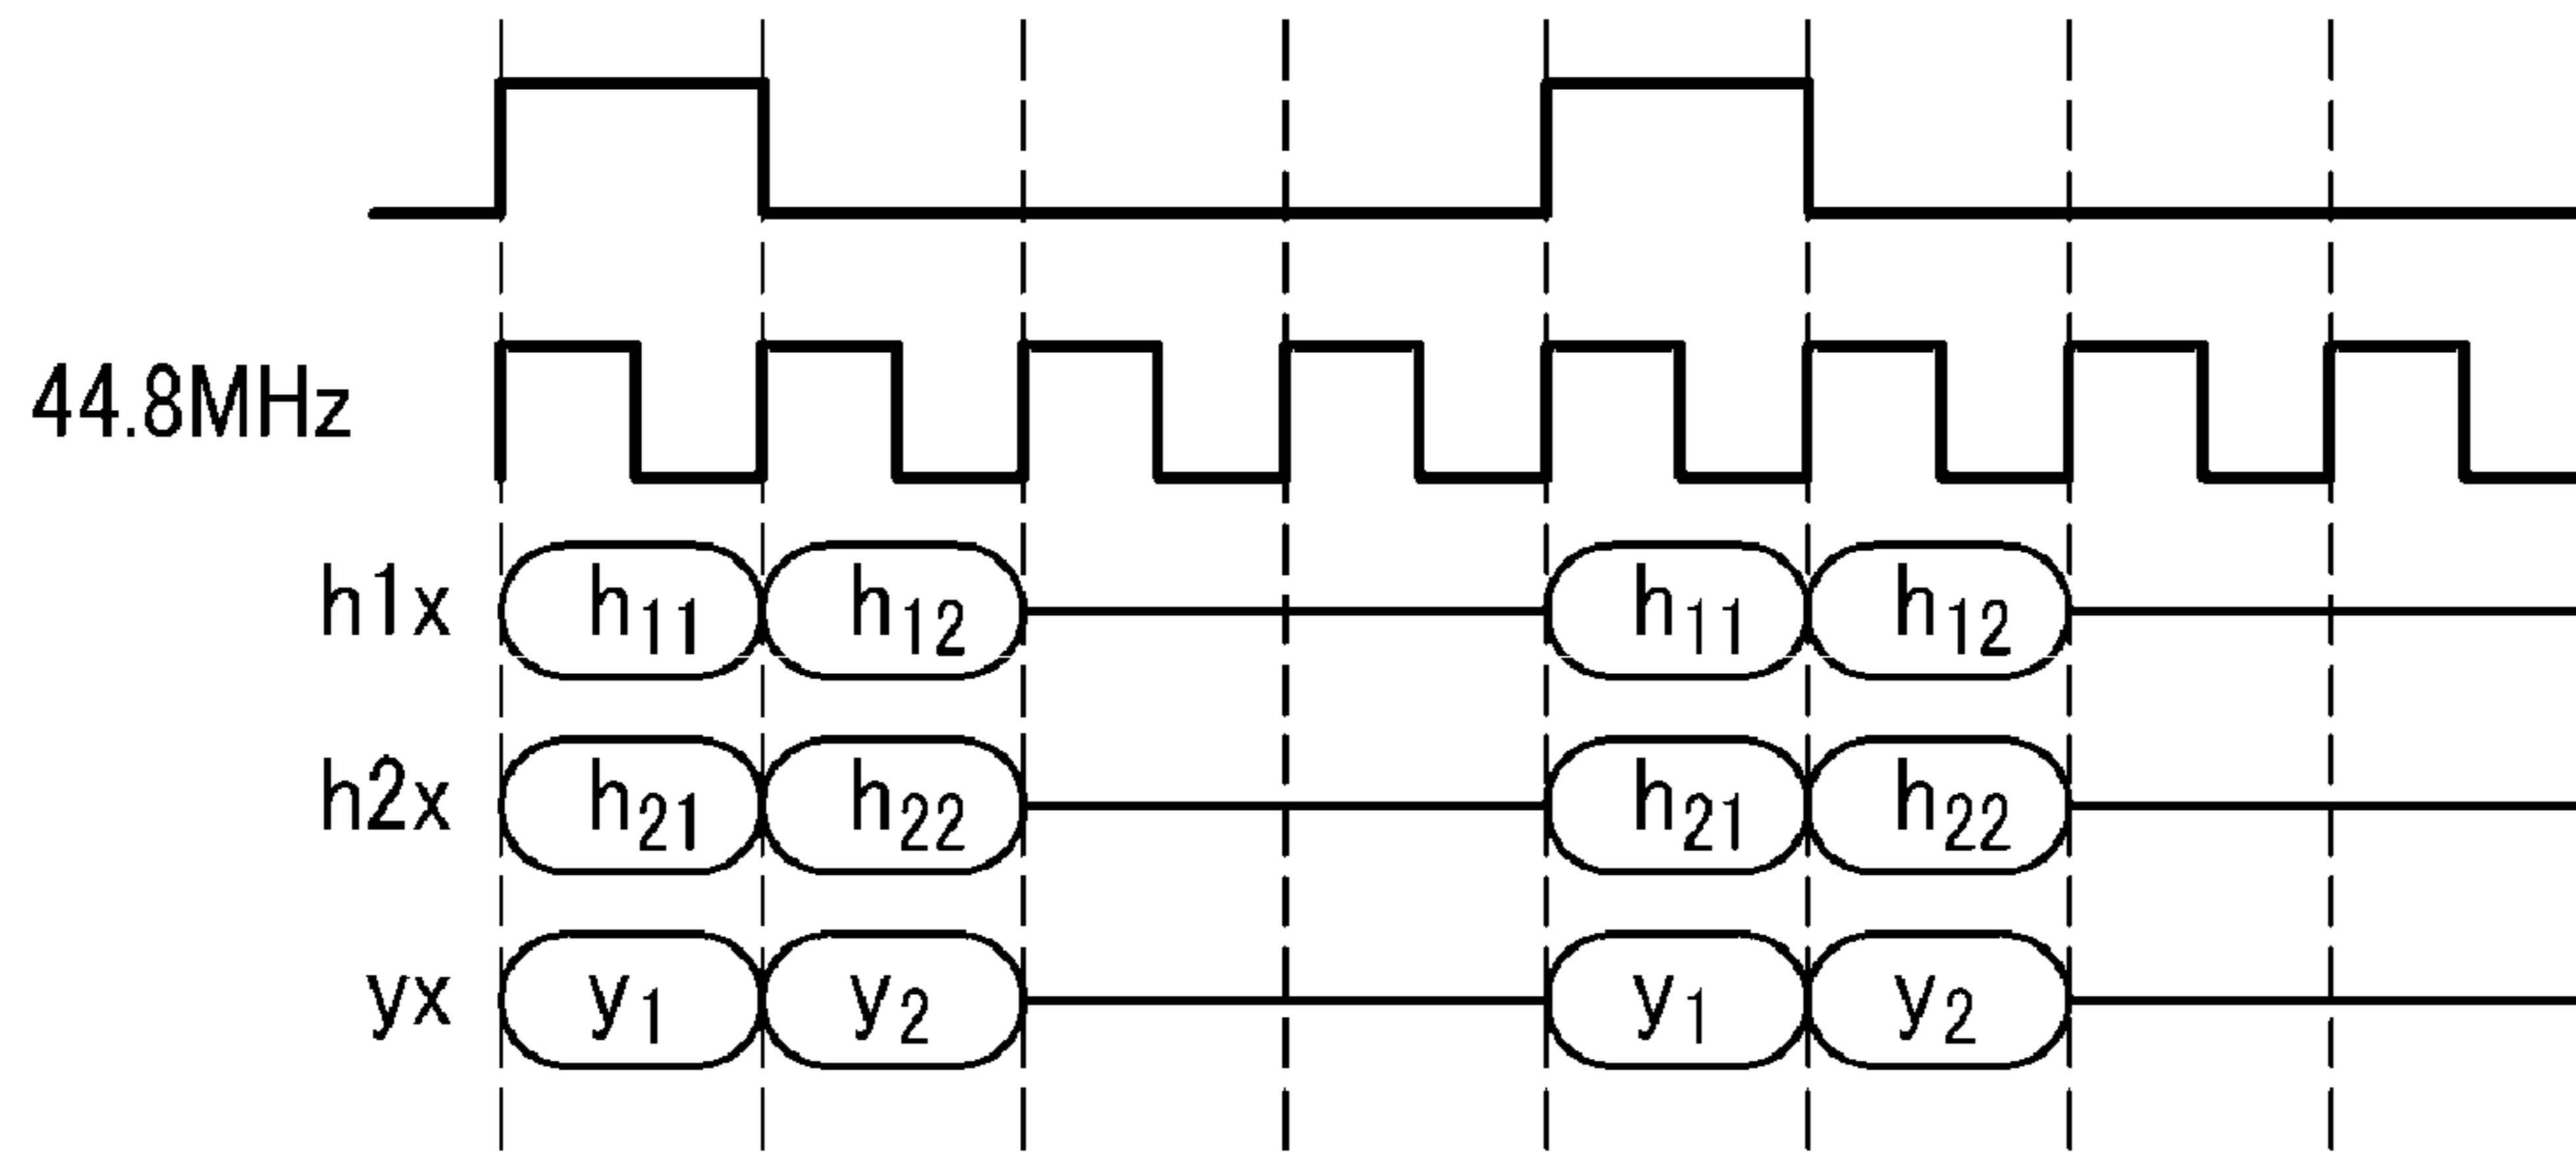 44.8MHz
h1x h₁₁ h₁₂ h₁₁ h₁₂
h2x h₂₁ h₂₂ h₂₁ h₂₂
yx y₁ y₂ y₁ y₂